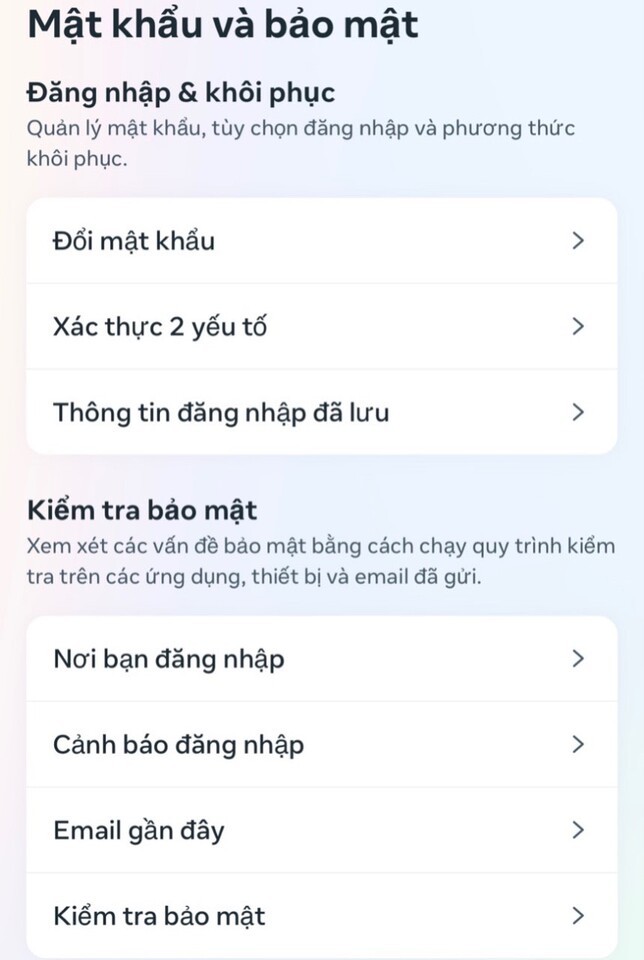 Mật khẩu và bảo mật
Đăng nhập & khôi phục
Quản lý mật khẩu, tùy chọn đăng nhập và phương thức
khôi phục.
Đổi mật khẩu
Xác thực 2 yếu tố
Thông tin đăng nhập đã lưu
Kiểm tra bảo mật
Xem xét các vấn đề bảo mật bằng cách chạy quy trình kiểm
tra trên các ứng dụng, thiết bị và email đã gửi.
Nơi bạn đăng nhập
Cảnh báo đăng nhập
Email gần đây
Kiểm tra bảo mật